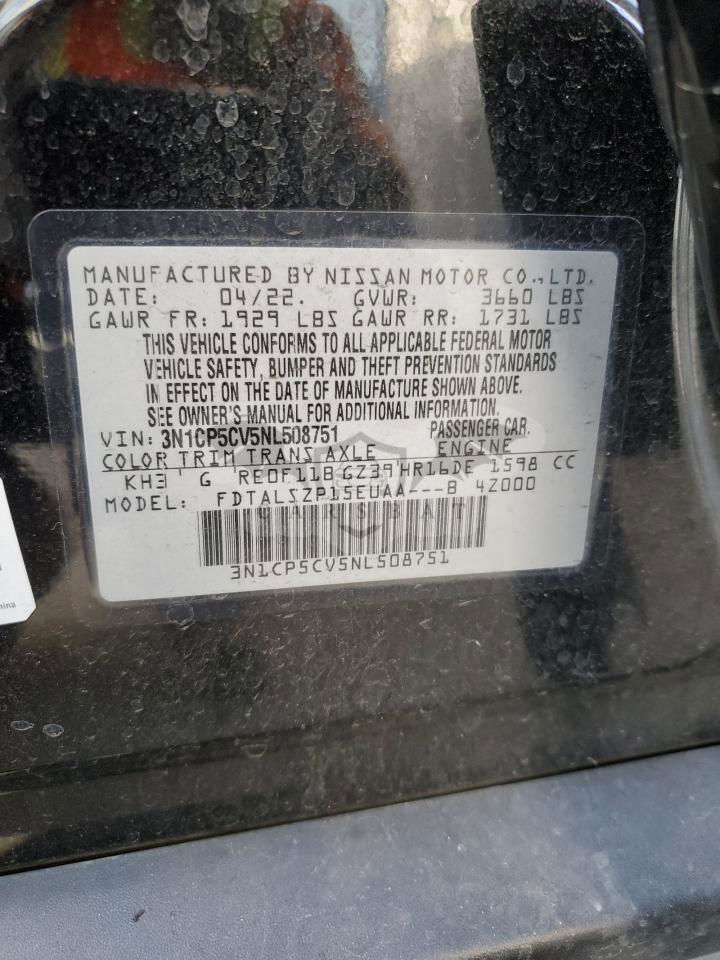 MANUFACTURED BY NISSAN MOTOR CO.,LTD.
DATE: 04/22. GVWR: 3660 LBS
GAWR FR: 1929 LBS GAWR RR: 1731 LBS
THIS VEHICLE CONFORMS TO ALL APPLICABLE FEDERAL MOTOR
VEHICLE SAFETY, BUMPER AND THEFT PREVENTION STANDARDS
IN EFFECT ON THE DATE OF MANUFACTURE SHOWN ABOVE.
SEE OWNER'S MANUAL FOR ADDITIONAL INFORMATION.
VIN: 3N1CP5CV5NL508751 PASSENGER CAR.
COLOR TRIM TRANS AXLE ENGINE
KH3 G RE0F11B GZ39 HR16DE 1598 CC
MODEL: FDTALSZP15EUAA---B 4Z000
3N1CP5CV5NL508751